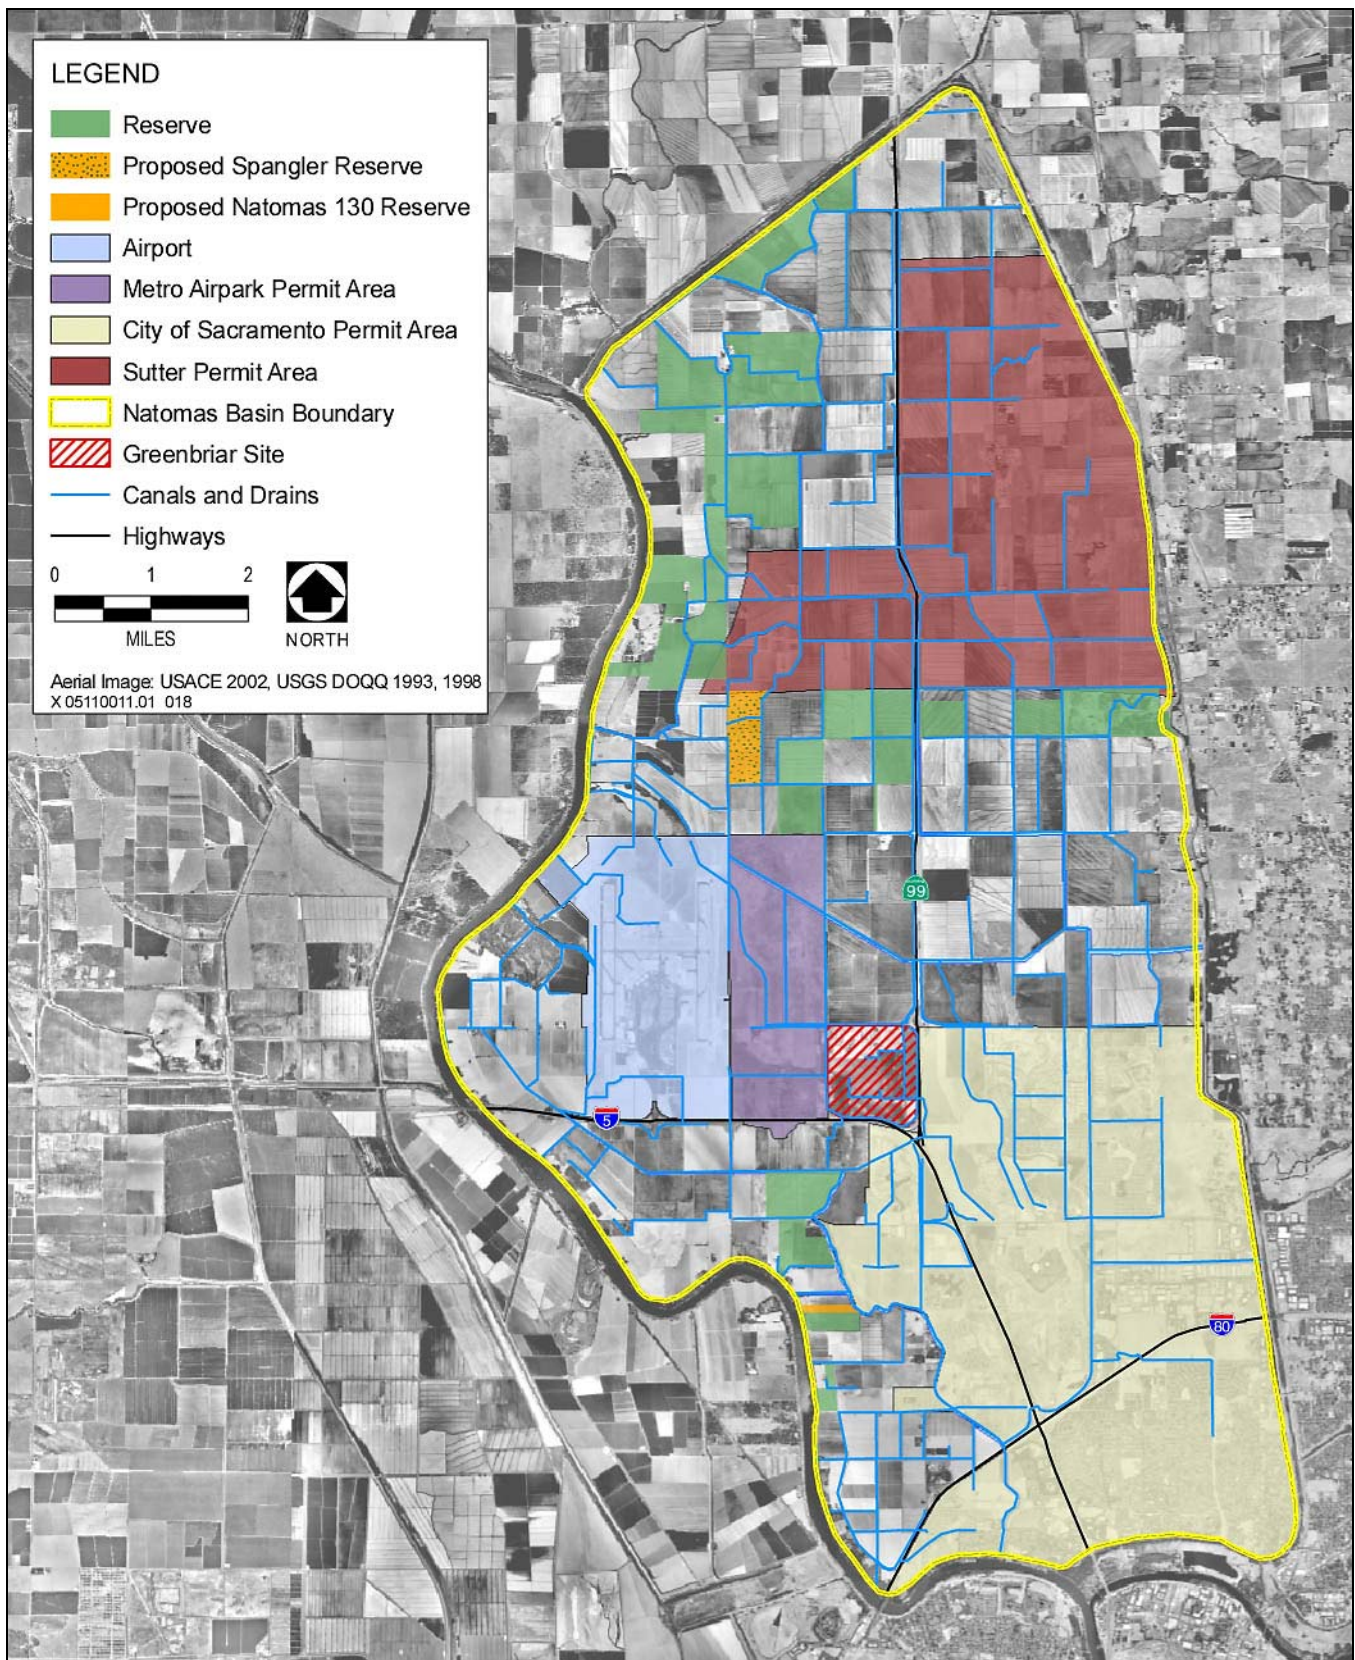 LEGEND
Reserve
Proposed Spangler Reserve
Proposed Natomas 130 Reserve
Airport
Metro Airpark Permit Area
City of Sacramento Permit Area
Sutter Permit Area
Natomas Basin Boundary
Greenbriar Site
Canals and Drains
Highways
0 1 2
MILES
NORTH
Aerial Image: USACE 2002, USGS DOQQ 1993, 1998
X 05110011.01 018
99
5
80